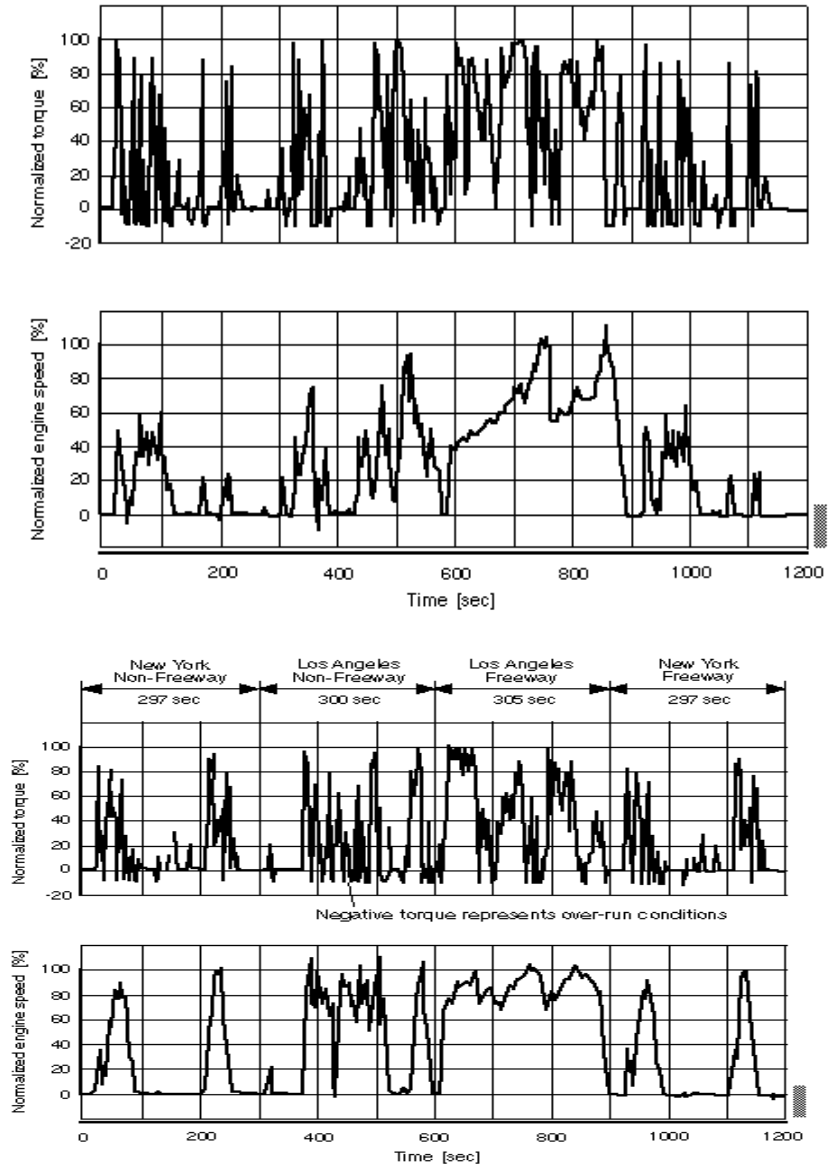 100
80
60
40
20
0
-20
Normalized torque [%]
100
80
60
40
20
0
Normalized engine speed [%]
0 200 400 600 800 1000 1200
Time [sec]
New York
Non-Freeway
297 sec
Los Angeles
Non-Freeway
300 sec
Los Angeles
Freeway
305 sec
New York
Freeway
297 sec
100
80
60
40
20
0
-20
Normalized torque [%]
Negative torque represents over-run conditions
100
80
60
40
20
0
Normalized engine speed [%]
0 200 400 600 800 1000 1200
Time [sec]